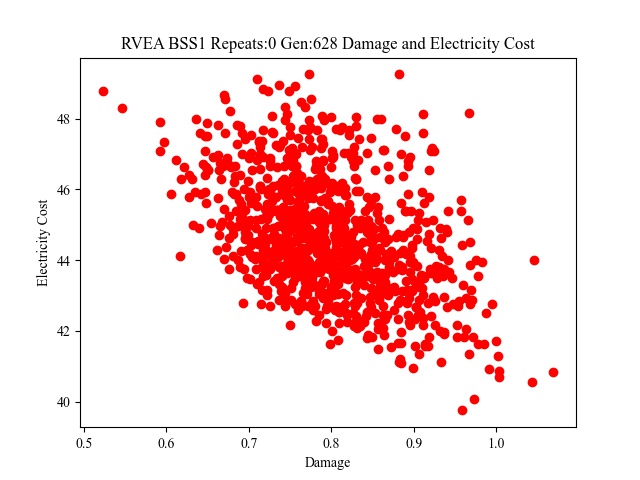 RVEA BSS1 Repeats:0 Gen:628 Damage and Electricity Cost
48
46
44
42
40
Electricity Cost
0.5 0.6 0.7 0.8 0.9 1.0
Damage